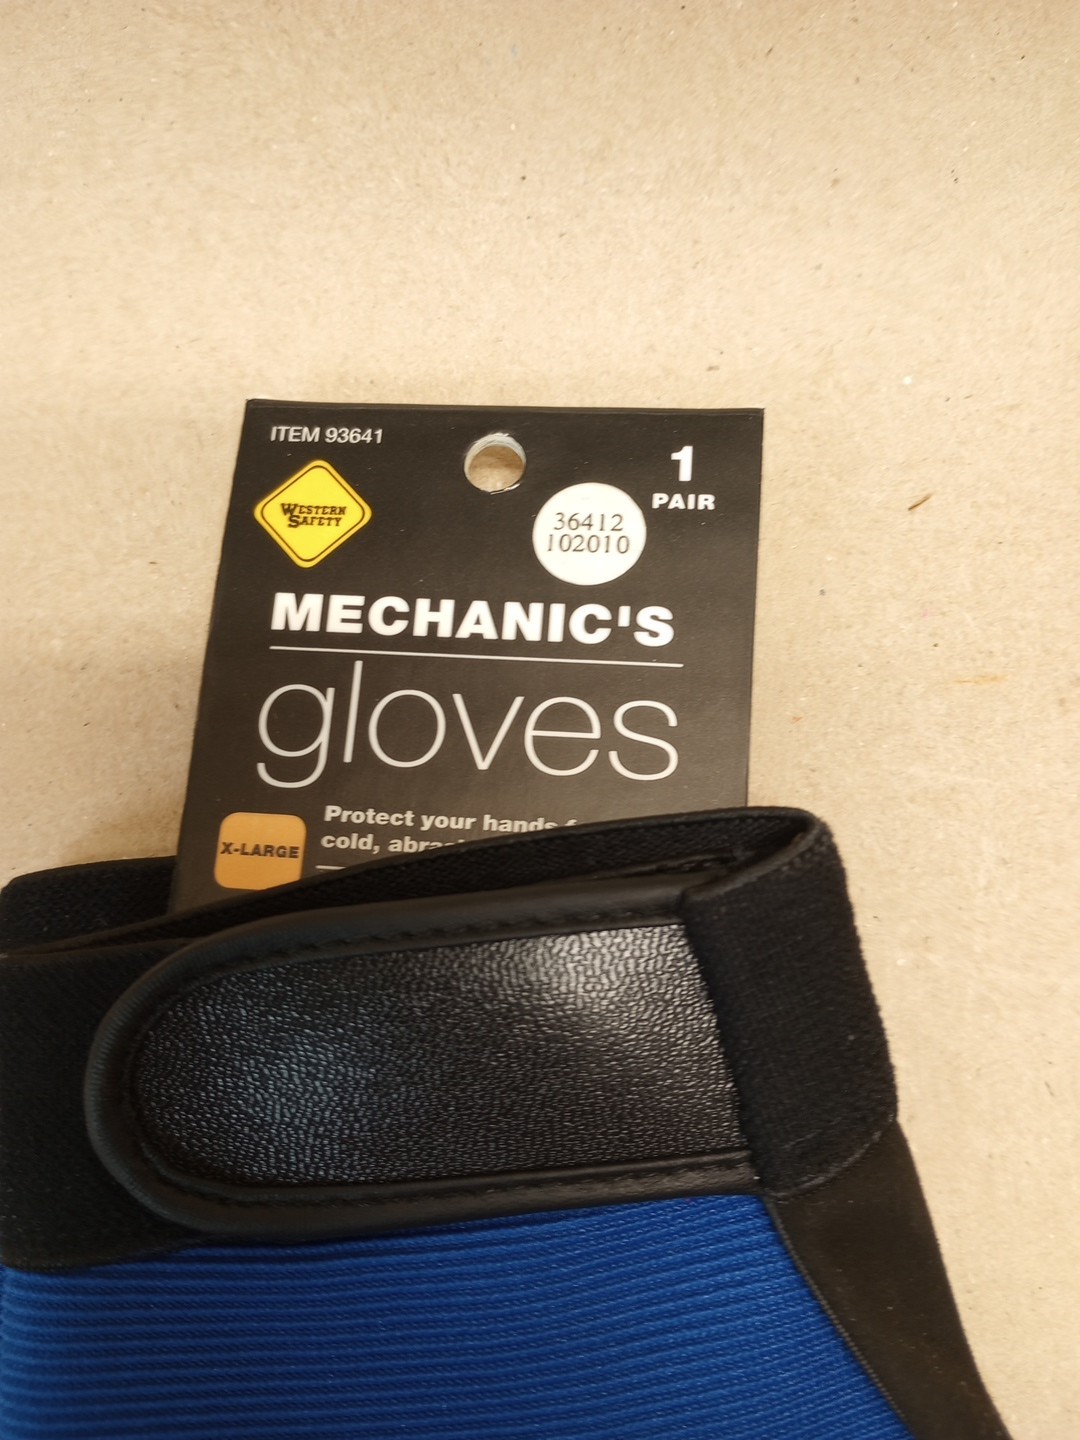 ITEM 93641
WESTERN
SAFETY
1
PAIR
36412
102010
MECHANIC'S
gloves
X-LARGE
Protect your hands
cold,